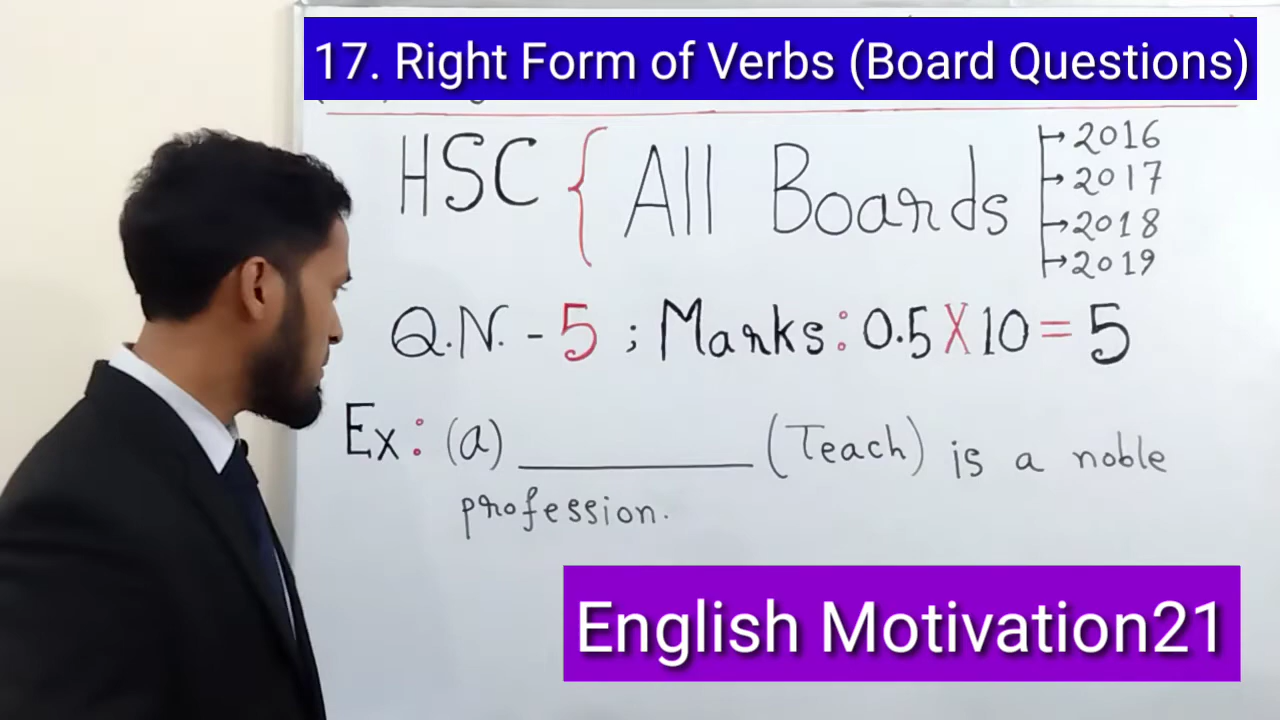 17. Right Form of Verbs (Board Questions)
HSC { All Boards
→ 2016
→ 2017
→ 2018
→ 2019
Q.N. - 5 ; Marks : 0.5 X 10 = 5
Ex : (a) __________ (Teach) is a noble
profession.
English Motivation21